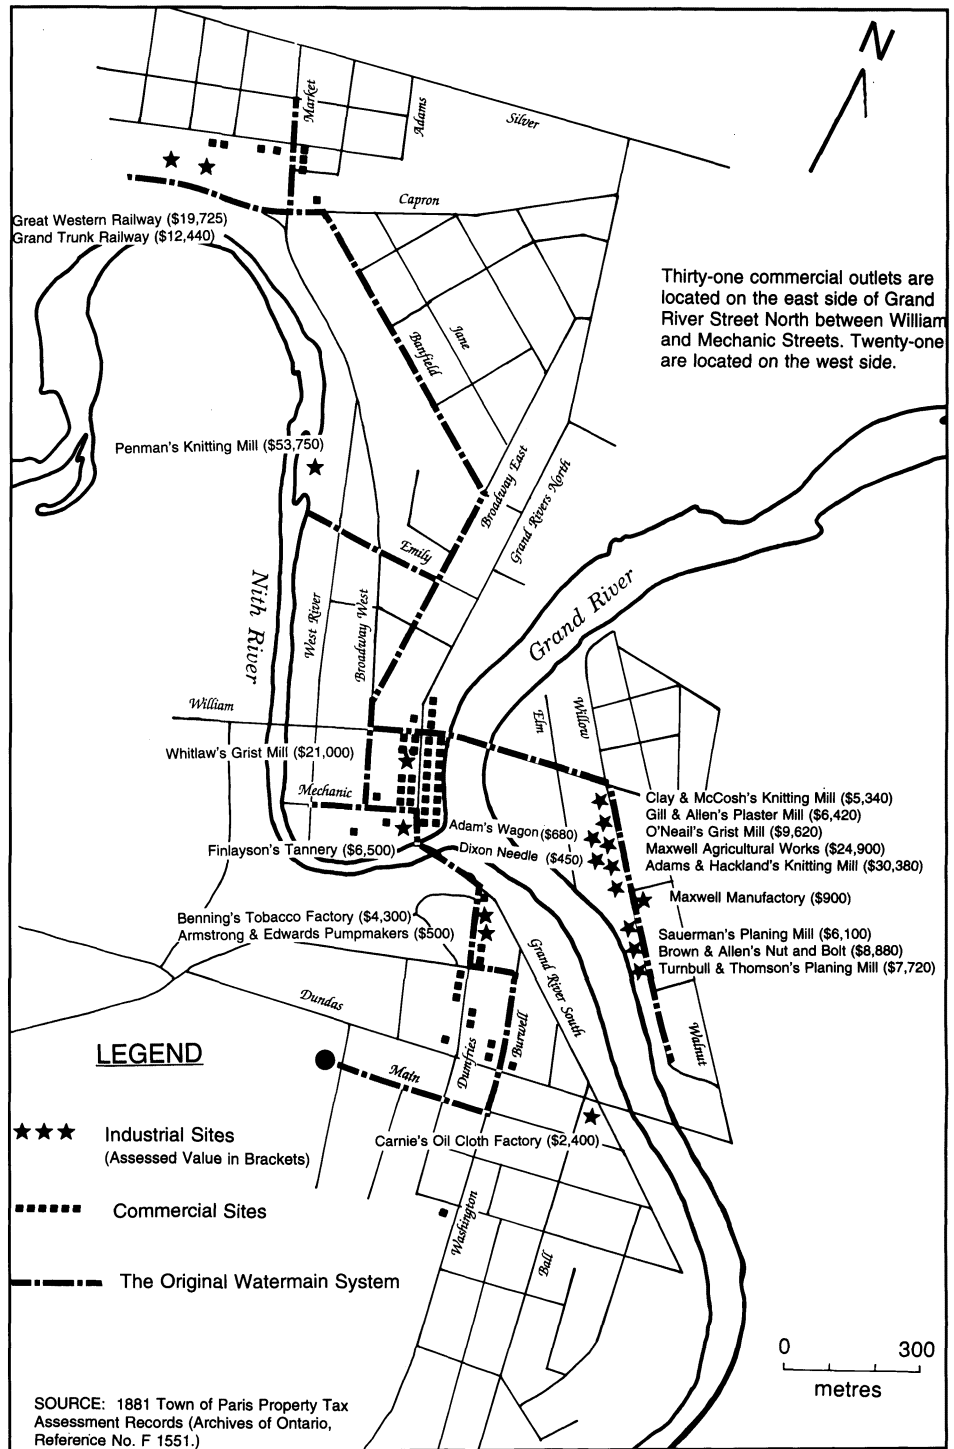 N
Market
Adams
Silver
Capron
Great Western Railway ($19,725)
Grand Trunk Railway ($12,440)
Thirty-one commercial outlets are
located on the east side of Grand
River Street North between William
and Mechanic Streets. Twenty-one
are located on the west side.
Jane
Banfield
Penman's Knitting Mill ($53,750)
Broadway East
Grand Rivers North
Emily
Nith River
West River
Broadway West
Grand River
William
Elm
Willow
Whitlaw's Grist Mill ($21,000)
Mechanic
Finlayson's Tannery ($6,500)
Adam's Wagon ($680)
Dixon Needle ($450)
Clay & McCosh's Knitting Mill ($5,340)
Gill & Allen's Plaster Mill ($6,420)
O'Neail's Grist Mill ($9,620)
Maxwell Agricultural Works ($24,900)
Adams & Hackland's Knitting Mill ($30,380)
Maxwell Manufactory ($900)
Benning's Tobacco Factory ($4,300)
Armstrong & Edwards Pumpmakers ($500)
Sauerman's Planing Mill ($6,100)
Brown & Allen's Nut and Bolt ($8,880)
Turnbull & Thomson's Planing Mill ($7,720)
Grand River South
Dundas
Burwell
Dumfries
Walnut
Main
Carnie's Oil Cloth Factory ($2,400)
Washington
Ball
LEGEND
Industrial Sites
(Assessed Value in Brackets)
Commercial Sites
The Original Watermain System
0 300
metres
SOURCE: 1881 Town of Paris Property Tax
Assessment Records (Archives of Ontario,
Reference No. F 1551.)